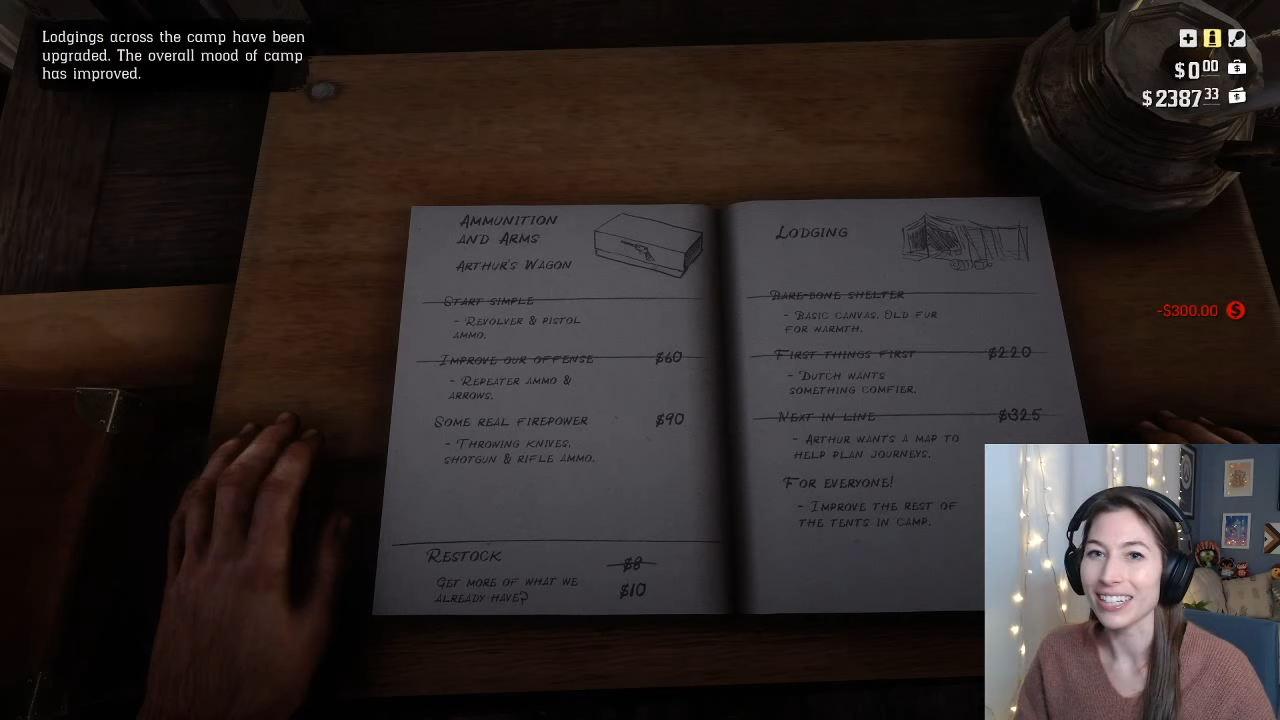 Lodgings across the camp have been
upgraded. The overall mood of camp
has improved.
$0 00
$2387 33
-$300.00
Ammunition
and Arms
Arthur's Wagon
Start simple
- Revolver & pistol
ammo.
Improve our offense $60
- Repeater ammo &
arrows.
Some real firepower $90
- Throwing knives,
shotgun & rifle ammo.
Restock $8
Get more of what we
already have? $10
Lodging
Bare-bone shelter
- Basic canvas. Old fur
for warmth.
First things first $220
- Dutch wants
something comfier.
Next in line $325
- Arthur wants a map to
help plan journeys.
For everyone!
- Improve the rest of
the tents in camp.